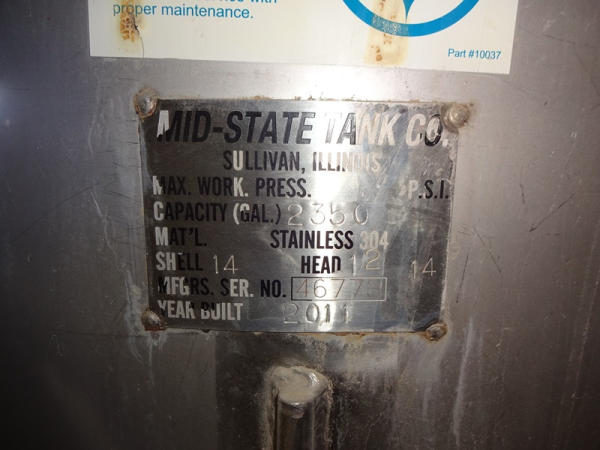 proper maintenance.
Part #10037
MID-STATE TANK CO.
SULLIVAN, ILLINOIS
MAX. WORK. PRESS. P.S.I.
CAPACITY (GAL.) 2350
MAT'L. STAINLESS 304
SHELL 14 HEAD 12 14
MFGRS. SER. NO.
YEAR BUILT 2011